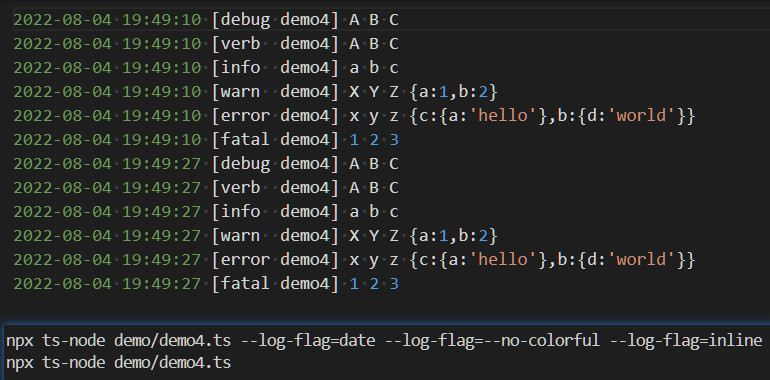 2022-08-04 19:49:10 [debug demo4] A B C
2022-08-04 19:49:10 [verb  demo4] A B C
2022-08-04 19:49:10 [info  demo4] a b c
2022-08-04 19:49:10 [warn  demo4] X Y Z {a:1,b:2}
2022-08-04 19:49:10 [error demo4] x y z {c:{a:'hello'},b:{d:'world'}}
2022-08-04 19:49:10 [fatal demo4] 1 2 3
2022-08-04 19:49:27 [debug demo4] A B C
2022-08-04 19:49:27 [verb  demo4] A B C
2022-08-04 19:49:27 [info  demo4] a b c
2022-08-04 19:49:27 [warn  demo4] X Y Z {a:1,b:2}
2022-08-04 19:49:27 [error demo4] x y z {c:{a:'hello'},b:{d:'world'}}
2022-08-04 19:49:27 [fatal demo4] 1 2 3
npx ts-node demo/demo4.ts --log-flag=date --log-flag=--no-colorful --log-flag=inline
npx ts-node demo/demo4.ts